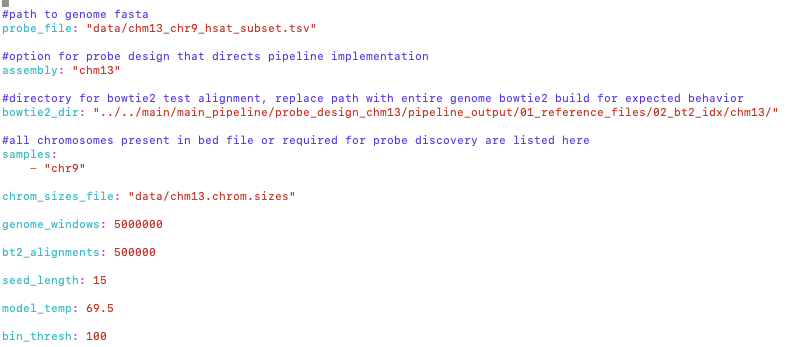 #path to genome fasta
probe_file: "data/chm13_chr9_hsat_subset.tsv"
#option for probe design that directs pipeline implementation
assembly: "chm13"
#directory for bowtie2 test alignment, replace path with entire genome bowtie2 build for expected behavior
bowtie2_dir: "../../main/main_pipeline/probe_design_chm13/pipeline_output/01_reference_files/02_bt2_idx/chm13/"
#all chromosomes present in bed file or required for probe discovery are listed here
samples:
    - "chr9"
chrom_sizes_file: "data/chm13.chrom.sizes"
genome_windows: 5000000
bt2_alignments: 500000
seed_length: 15
model_temp: 69.5
bin_thresh: 100